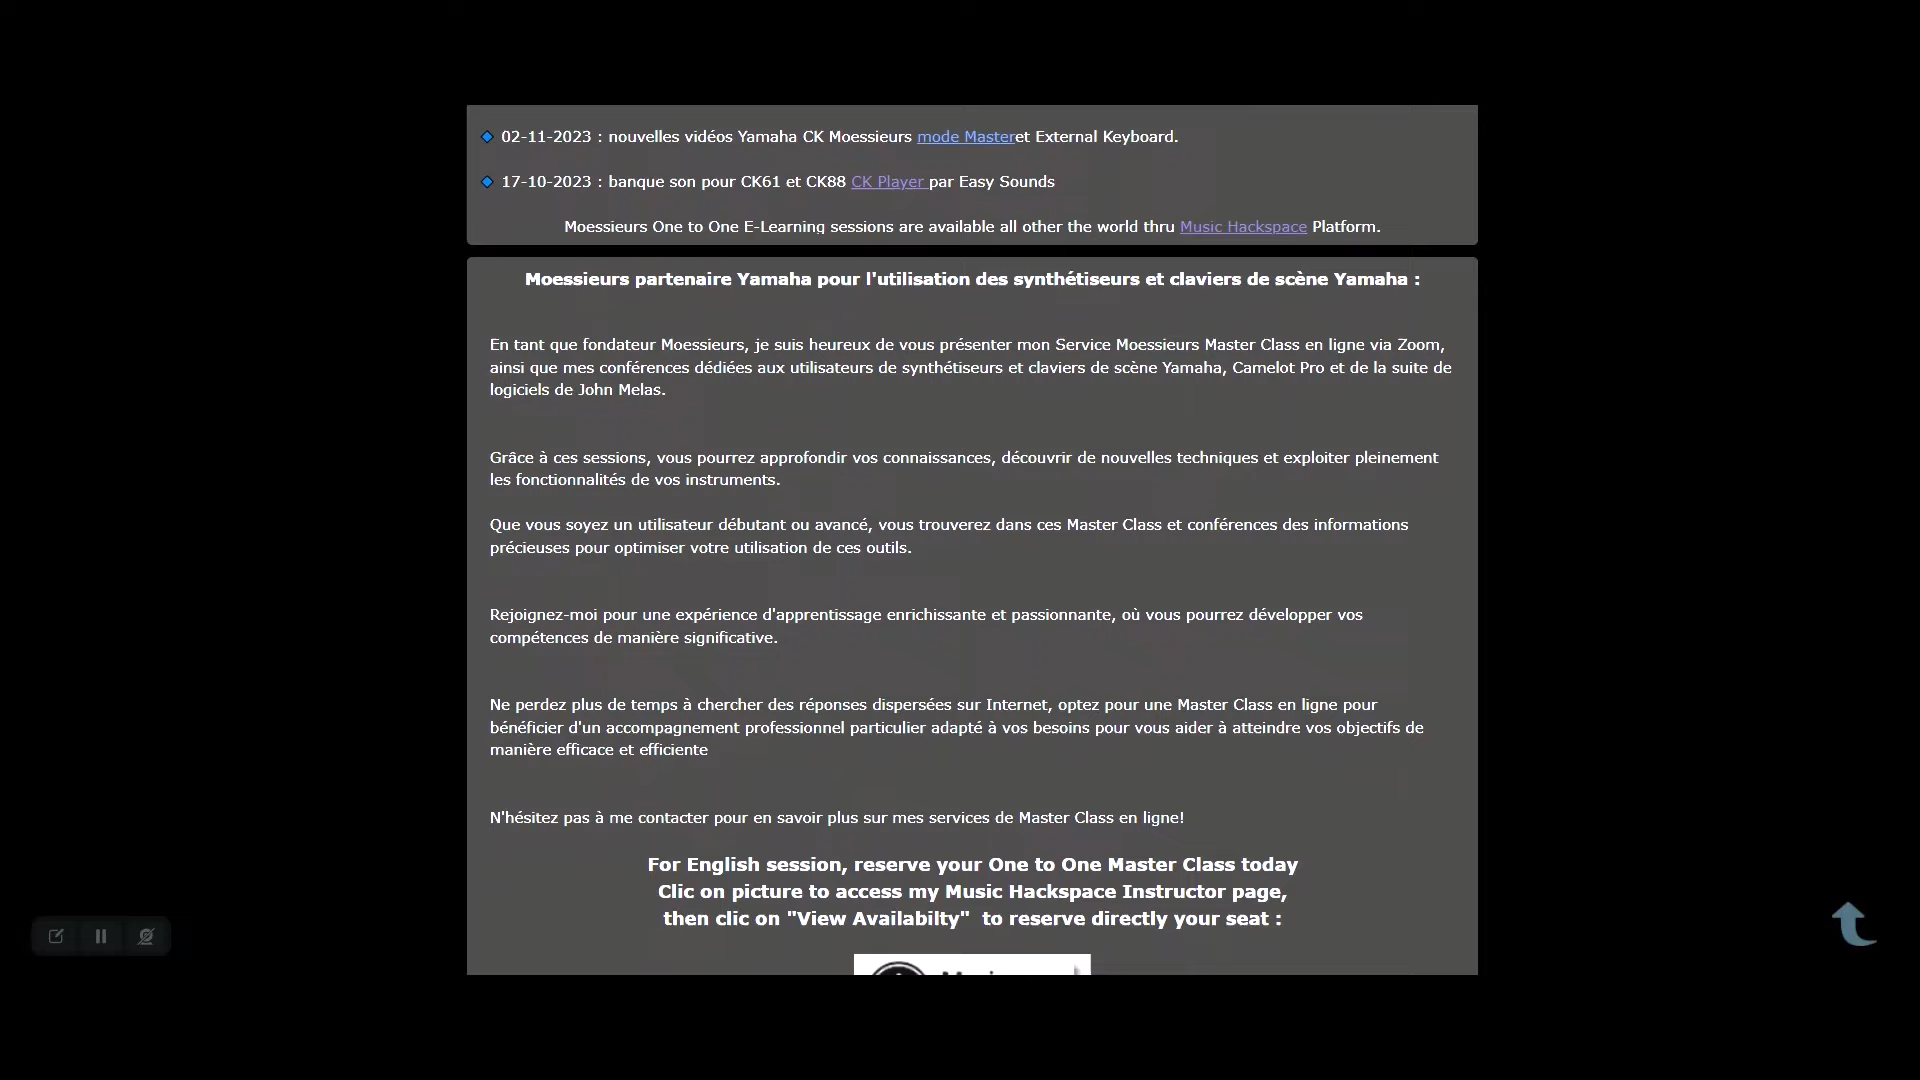 02-11-2023 : nouvelles vidéos Yamaha CK Moessieurs mode Masteret External Keyboard.
17-10-2023 : banque son pour CK61 et CK88 CK Player par Easy Sounds
Moessieurs One to One E-Learning sessions are available all other the world thru Music Hackspace Platform.
Moessieurs partenaire Yamaha pour l'utilisation des synthétiseurs et claviers de scène Yamaha :
En tant que fondateur Moessieurs, je suis heureux de vous présenter mon Service Moessieurs Master Class en ligne via Zoom,
ainsi que mes conférences dédiées aux utilisateurs de synthétiseurs et claviers de scène Yamaha, Camelot Pro et de la suite de
logiciels de John Melas.
Grâce à ces sessions, vous pourrez approfondir vos connaissances, découvrir de nouvelles techniques et exploiter pleinement
les fonctionnalités de vos instruments.
Que vous soyez un utilisateur débutant ou avancé, vous trouverez dans ces Master Class et conférences des informations
précieuses pour optimiser votre utilisation de ces outils.
Rejoignez-moi pour une expérience d'apprentissage enrichissante et passionnante, où vous pourrez développer vos
compétences de manière significative.
Ne perdez plus de temps à chercher des réponses dispersées sur Internet, optez pour une Master Class en ligne pour
bénéficier d'un accompagnement professionnel particulier adapté à vos besoins pour vous aider à atteindre vos objectifs de
manière efficace et efficiente
N'hésitez pas à me contacter pour en savoir plus sur mes services de Master Class en ligne!
For English session, reserve your One to One Master Class today
Clic on picture to access my Music Hackspace Instructor page,
then clic on "View Availabilty" to reserve directly your seat :